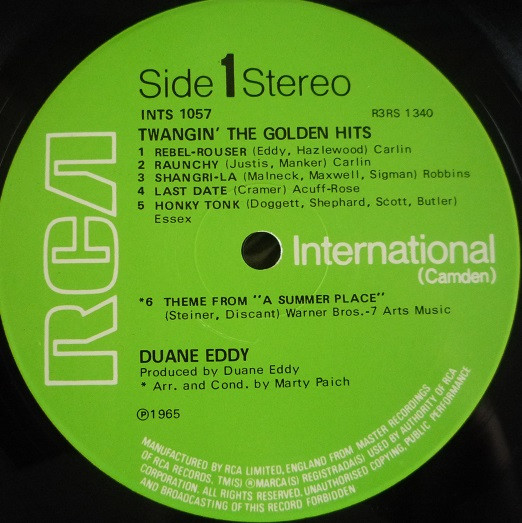 Side 1 Stereo
INTS 1057 R3RS 1340
TWANGIN' THE GOLDEN HITS
1 REBEL-ROUSER (Eddy, Hazlewood) Carlin
2 RAUNCHY (Justis, Manker) Carlin
3 SHANGRI-LA (Malneck, Maxwell, Sigman) Robbins
4 LAST DATE (Cramer) Acuff-Rose
5 HONKY TONK (Doggett, Shephard, Scott, Butler)
Essex
RCA
International
(Camden)
*6 THEME FROM "A SUMMER PLACE"
(Steiner, Discant) Warner Bros.-7 Arts Music
DUANE EDDY
Produced by Duane Eddy
* Arr. and Cond. by Marty Paich
℗1965
MANUFACTURED BY RCA LIMITED, ENGLAND FROM MASTER RECORDINGS
OF RCA RECORDS, TM(S) ® MARCA(S) REGISTRADA(S) USED BY AUTHORITY OF RCA
CORPORATION. ALL RIGHTS RESERVED. UNAUTHORISED COPYING, PUBLIC PERFORMANCE
AND BROADCASTING OF THIS RECORD FORBIDDEN